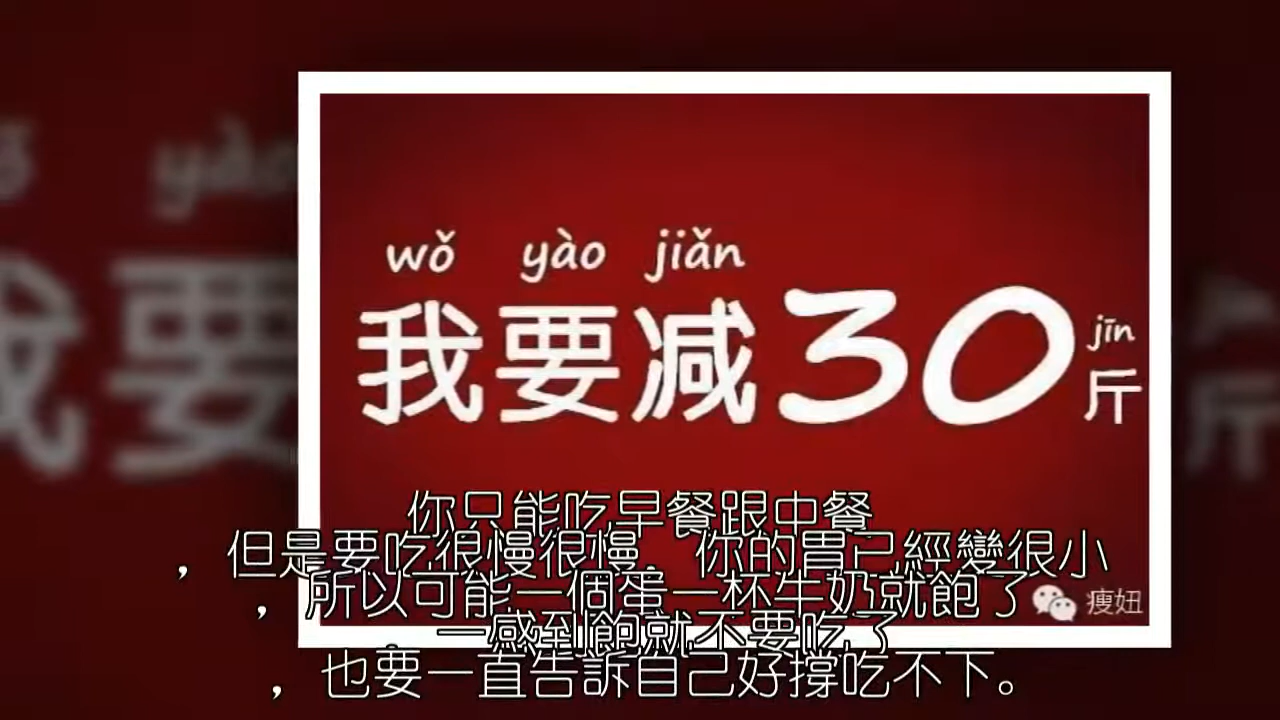 wǒ yào jiǎn
我要减30
jīn
斤
你只能吃早餐跟中餐
，但是要吃很慢很慢，你的胃已經變很小
，所以可能一個蛋一杯牛奶就飽了
一感到飽就不要吃了
，也要一直告訴自己好撐吃不下。
瘦妞